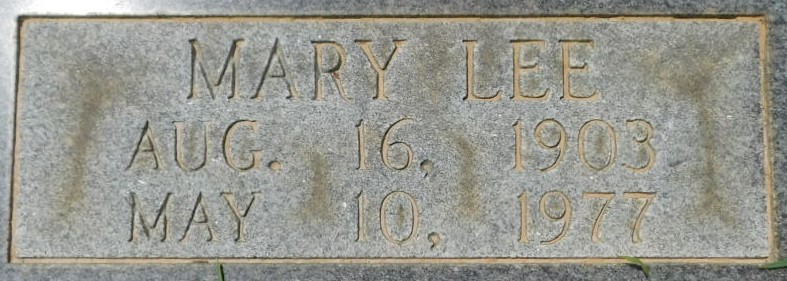 MARY LEE
AUG. 16, 1903
MAY 10, 1977